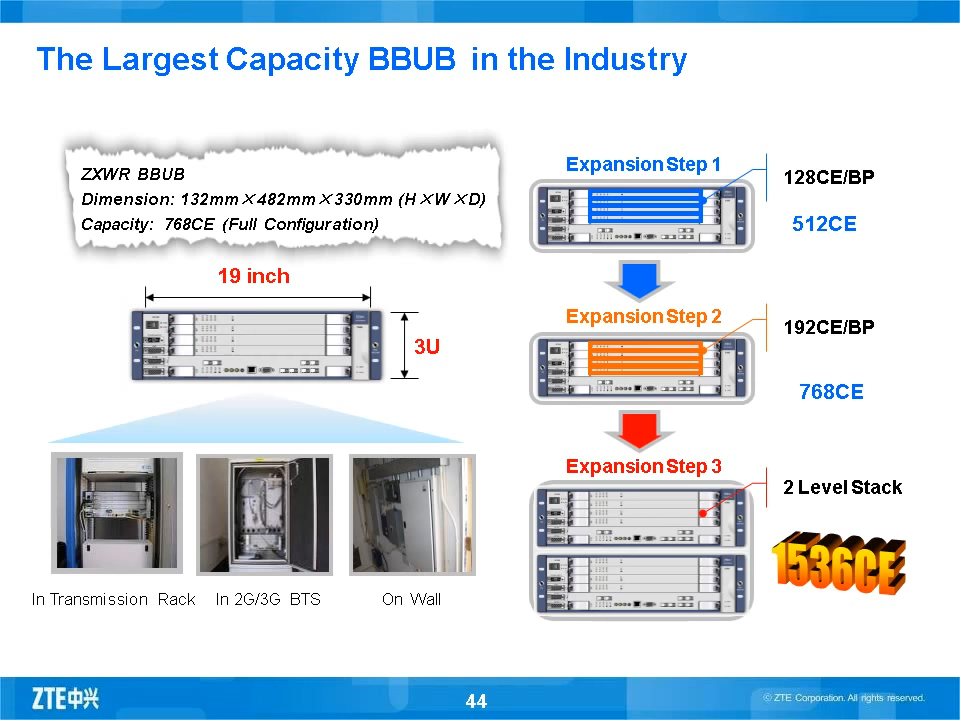 The Largest Capacity BBUB in the Industry
ZXWR BBUB
Dimension: 132mm×482mm×330mm (H×W×D)
Capacity: 768CE (Full Configuration)
19 inch
3U
In Transmission Rack
In 2G/3G BTS
On Wall
Expansion Step 1
128CE/BP
512CE
Expansion Step 2
192CE/BP
768CE
Expansion Step 3
2 Level Stack
1536CE
ZTE中兴
44
© ZTE Corporation. All rights reserved.